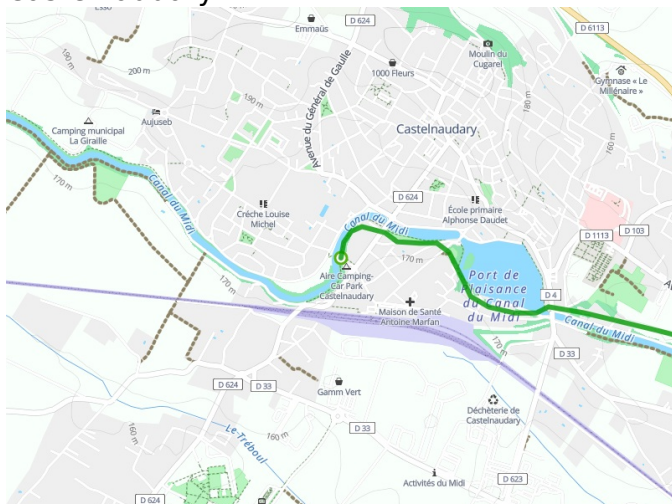 Emmaüs
D 624
D 6113
Moulin du
Cugarel
Gymnase « Le
Millénaire »
190 m
200 m
1000 Fleurs
Avenue du Général de Gaulle
190 m
180 m
Camping municipal
La Giraille
Aujuseb
Castelnaudary
160 m
170 m
Canal du Midi
D 624
Crèche Louise
Michel
École primaire
Alphonse Daudet
Canal du Midi
D 1113
D 103
170 m
Aire Camping-
Car Park
Castelnaudary
Port de
Plaisance
du Canal
du Midi
D 4
Maison de Santé
Antoine Marfan
Canal du Midi
170 m
D 33
D 624
D 33
Gamm Vert
D 33
Déchèterie de
Castelnaudary
Le Tréboul
160 m
160 m
Activités du Midi
D 623
D 624